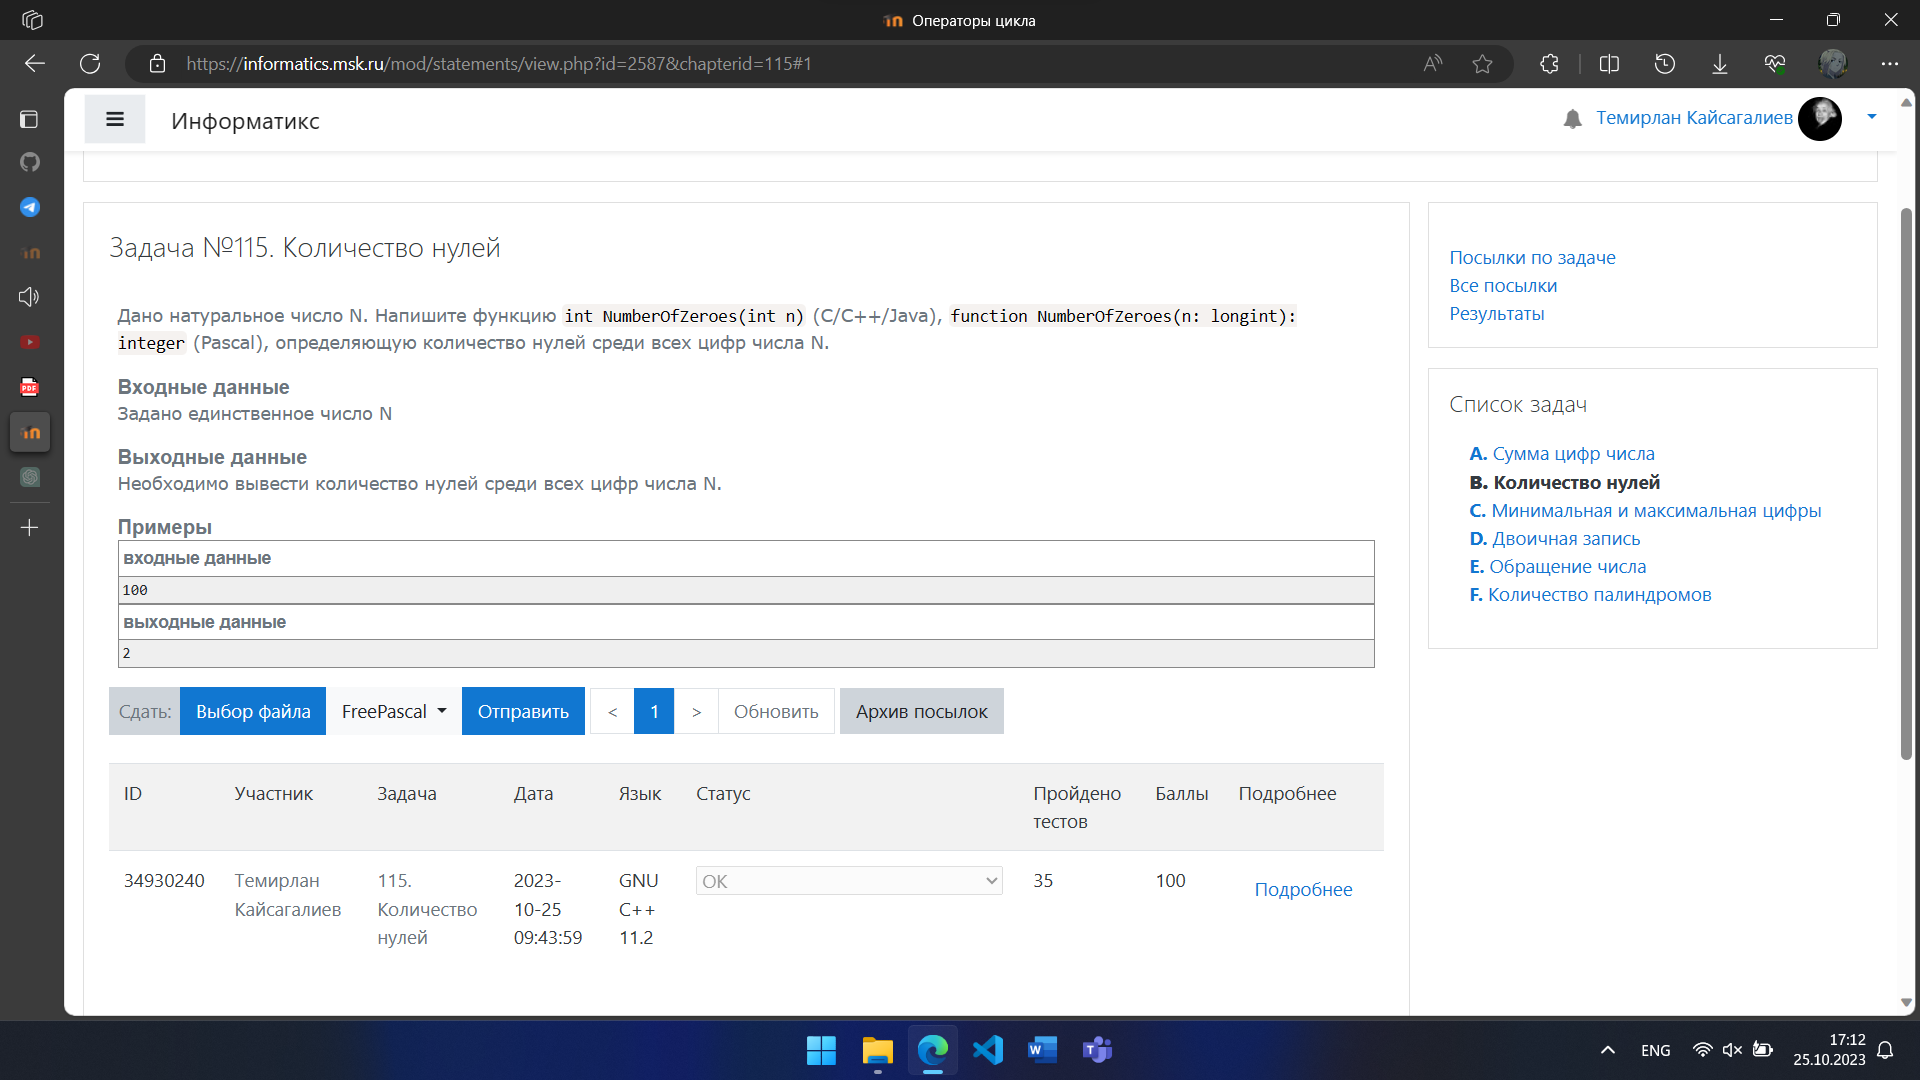 Операторы цикла
https://informatics.msk.ru/mod/statements/view.php?id=2587&chapterid=115#1
Информатикс
Темирлан Кайсагалиев
Задача №115. Количество нулей
Дано натуральное число N. Напишите функцию int NumberOfZeroes(int n) (C/C++/Java), function NumberOfZeroes(n: longint):
integer (Pascal), определяющую количество нулей среди всех цифр числа N.
Входные данные
Задано единственное число N
Выходные данные
Необходимо вывести количество нулей среди всех цифр числа N.
Примеры
входные данные
100
выходные данные
2
Сдать: Выбор файла FreePascal Отправить < 1 > Обновить Архив посылок
ID Участник Задача Дата Язык Статус Пройдено тестов Баллы Подробнее
34930240 Темирлан Кайсагалиев 115. Количество нулей 2023-10-25 09:43:59 GNU C++ 11.2 OK 35 100 Подробнее
Посылки по задаче
Все посылки
Результаты
Список задач
A. Сумма цифр числа
B. Количество нулей
C. Минимальная и максимальная цифры
D. Двоичная запись
E. Обращение числа
F. Количество палиндромов
PDF
ENG
17:12
25.10.2023